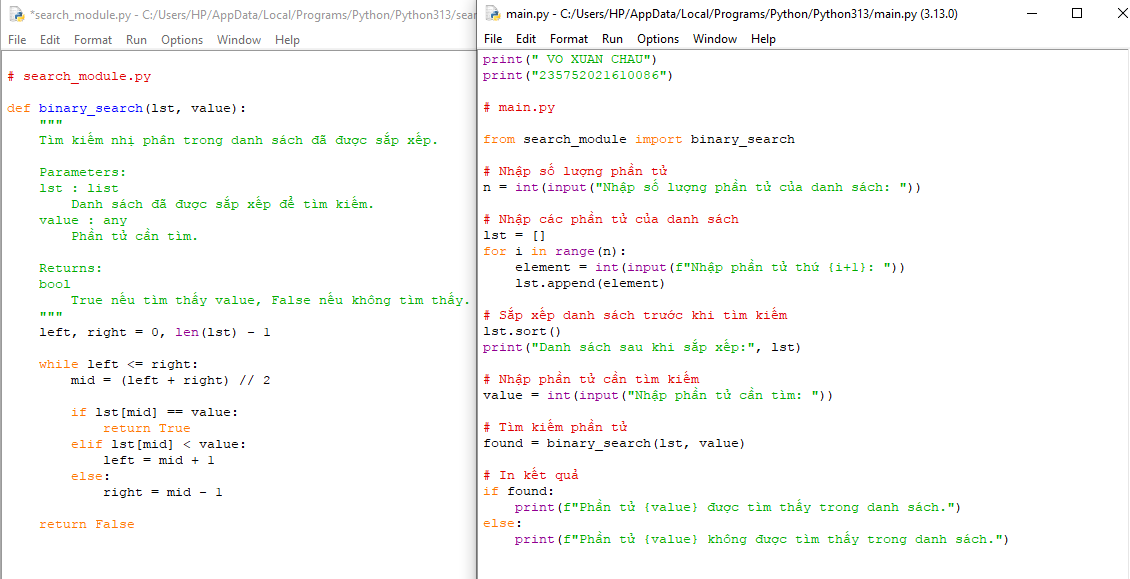 *search_module.py - C:/Users/HP/AppData/Local/Programs/Python/Python313/sear
File Edit Format Run Options Window Help
# search_module.py
def binary_search(lst, value):
"""
Tìm kiếm nhị phân trong danh sách đã được sắp xếp.
Parameters:
lst : list
Danh sách đã được sắp xếp để tìm kiếm.
value : any
Phần tử cần tìm.
Returns:
bool
True nếu tìm thấy value, False nếu không tìm thấy.
"""
left, right = 0, len(lst) - 1
while left <= right:
mid = (left + right) // 2
if lst[mid] == value:
return True
elif lst[mid] < value:
left = mid + 1
else:
right = mid - 1
return False
main.py - C:/Users/HP/AppData/Local/Programs/Python/Python313/main.py (3.13.0)
File Edit Format Run Options Window Help
print(" VO XUAN CHAU")
print("235752021610086")
# main.py
from search_module import binary_search
# Nhập số lượng phần tử
n = int(input("Nhập số lượng phần tử của danh sách: "))
# Nhập các phần tử của danh sách
lst = []
for i in range(n):
element = int(input(f"Nhập phần tử thứ {i+1}: "))
lst.append(element)
# Sắp xếp danh sách trước khi tìm kiếm
lst.sort()
print("Danh sách sau khi sắp xếp:", lst)
# Nhập phần tử cần tìm kiếm
value = int(input("Nhập phần tử cần tìm: "))
# Tìm kiếm phần tử
found = binary_search(lst, value)
# In kết quả
if found:
print(f"Phần tử {value} được tìm thấy trong danh sách.")
else:
print(f"Phần tử {value} không được tìm thấy trong danh sách.")